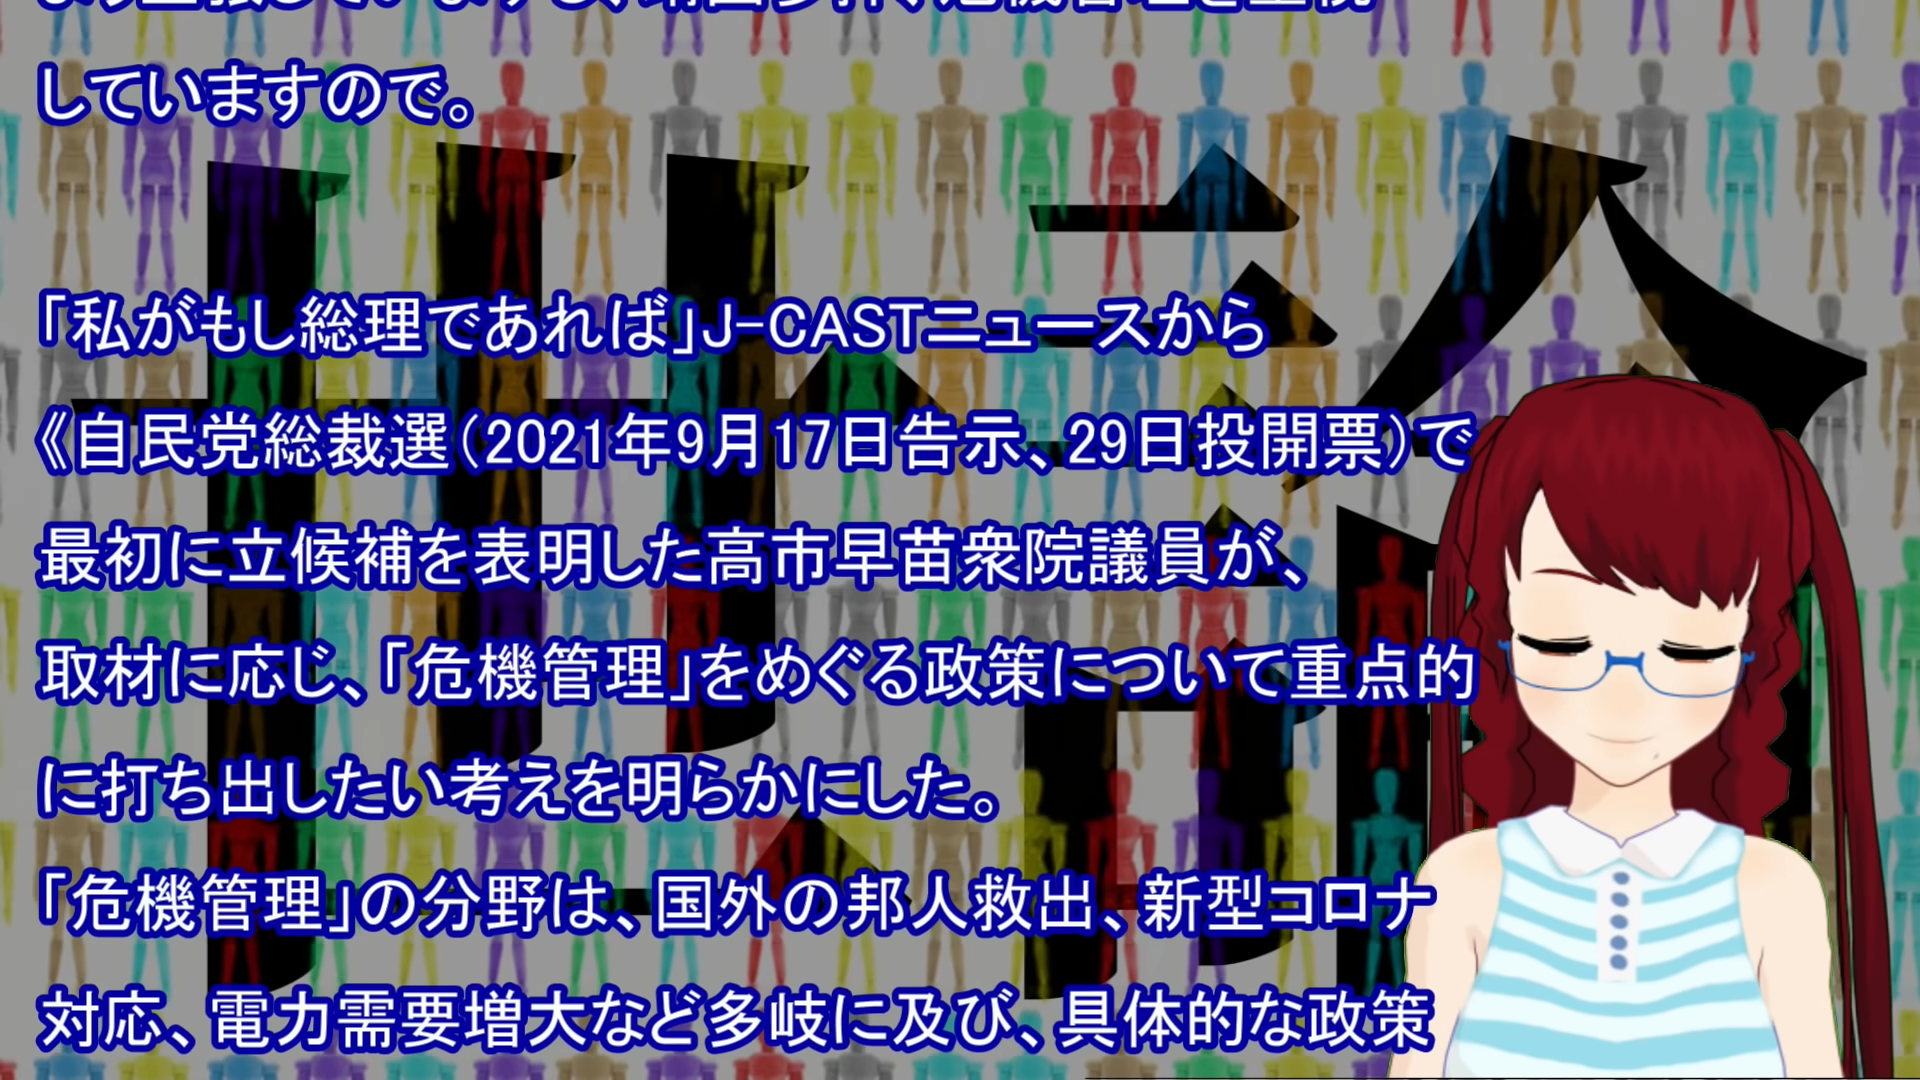 していますので。
「私がもし総理であれば」J-CASTニュースから
《自民党総裁選(2021年9月17日告示、29日投開票)で
最初に立候補を表明した高市早苗衆院議員が、
取材に応じ、「危機管理」をめぐる政策について重点的
に打ち出したい考えを明らかにした。
「危機管理」の分野は、国外の邦人救出、新型コロナ
対応、電力需要増大など多岐に及び、具体的な政策
世論